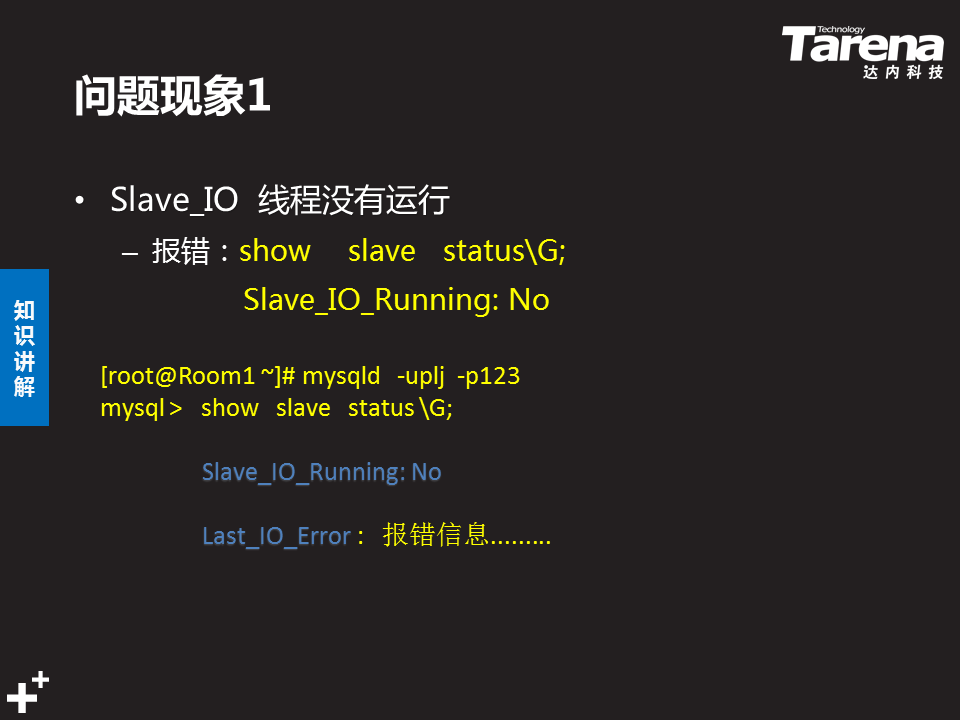 Technology
Tarena
达内科技
问题现象1
• Slave_IO 线程没有运行
– 报错：show slave status\G;
Slave_IO_Running: No
知识讲解
[root@Room1 ~]# mysqld -uplj -p123
mysql > show slave status \G;
Slave_IO_Running: No
Last_IO_Error : 报错信息………